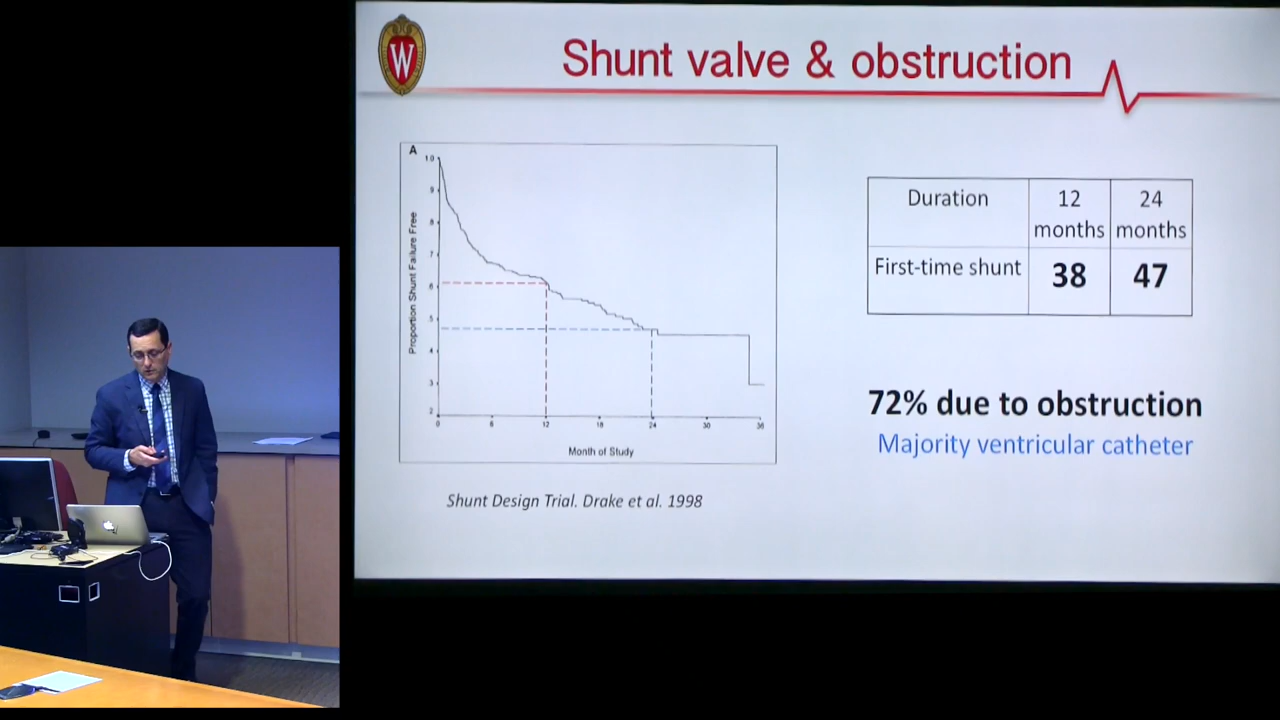 W
Shunt valve & obstruction
A
1.0
.9
.8
.7
.6
.5
.4
.3
.2
0
6
12
18
24
30
36
Proportion Shunt Failure Free
Month of Study
Shunt Design Trial. Drake et al. 1998
Duration
12 months
24 months
First-time shunt
38
47
72% due to obstruction
Majority ventricular catheter